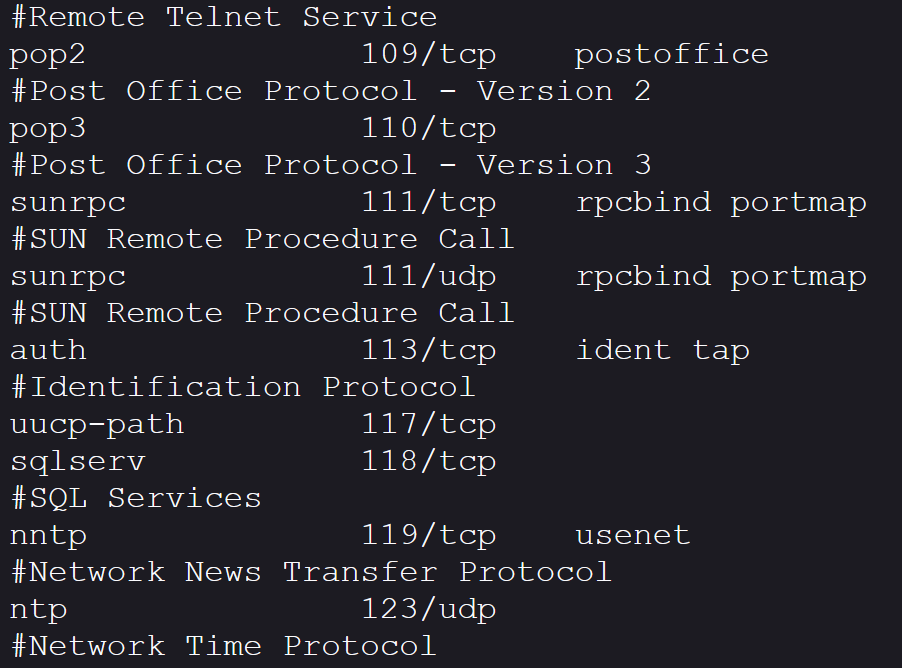 #Remote Telnet Service
pop2 109/tcp postoffice
#Post Office Protocol - Version 2
pop3 110/tcp
#Post Office Protocol - Version 3
sunrpc 111/tcp rpcbind portmap
#SUN Remote Procedure Call
sunrpc 111/udp rpcbind portmap
#SUN Remote Procedure Call
auth 113/tcp ident tap
#Identification Protocol
uucp-path 117/tcp
sqlserv 118/tcp
#SQL Services
nntp 119/tcp usenet
#Network News Transfer Protocol
ntp 123/udp
#Network Time Protocol